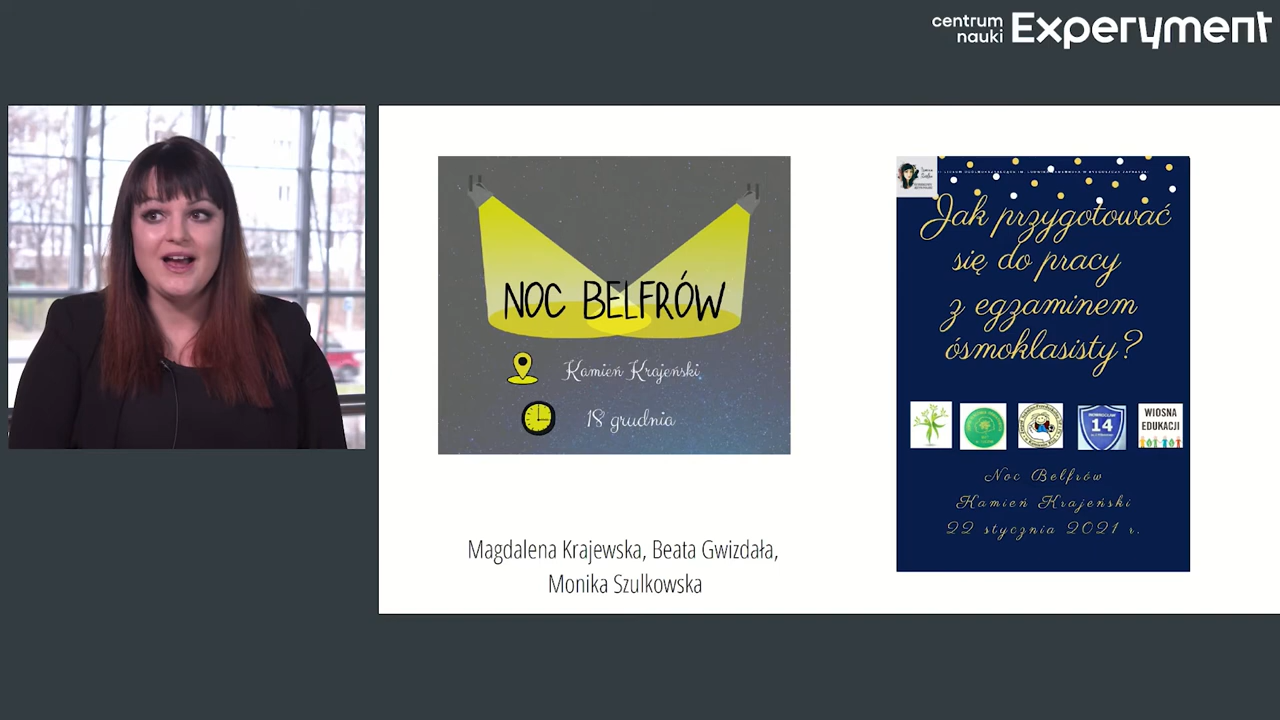 centrum
nauki
Experyment
NOC BELFRÓW
Kamień Krajeński
18 grudnia
Magdalena Krajewska, Beata Gwizdała,
Monika Szulkowska
Jak przygotować
się do pracy
z egzaminem
ósmoklasisty?
14
WIOSNA
EDUKACJI
Noc Belfrów
Kamień Krajeński
22 stycznia 2021 r.